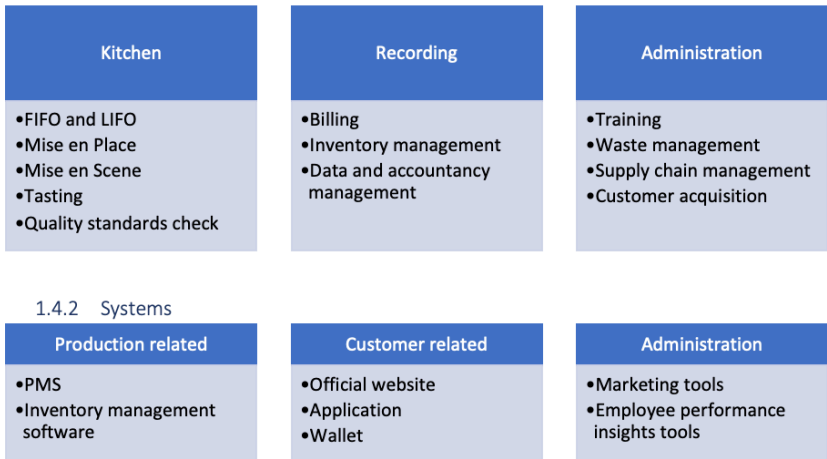 Kitchen
•FIFO and LIFO
•Mise en Place
•Mise en Scene
•Tasting
•Quality standards check
Recording
•Billing
•Inventory management
•Data and accountancy
management
Administration
•Training
•Waste management
•Supply chain management
•Customer acquisition
1.4.2 Systems
Production related
•PMS
•Inventory management
software
Customer related
•Official website
•Application
•Wallet
Administration
•Marketing tools
•Employee performance
insights tools